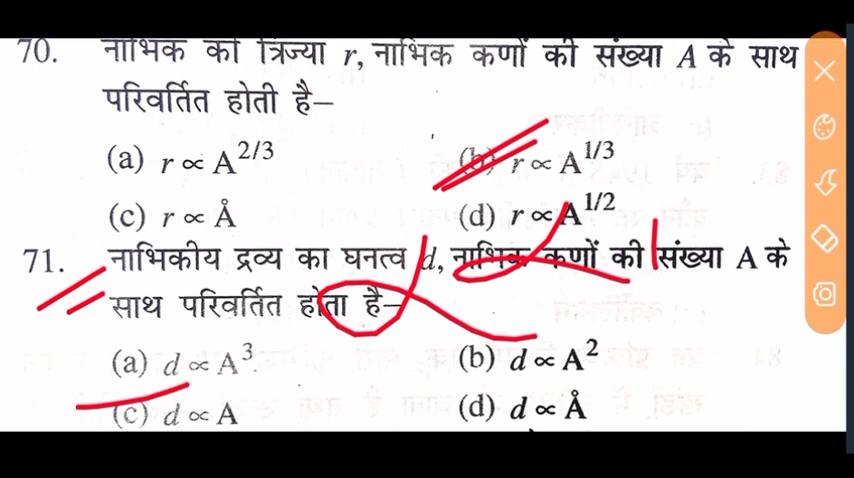 70. नाभिक की त्रिज्या r, नाभिक कणों की संख्या A के साथ
परिवर्तित होती है–
(a) r ∝ A^2/3 (b) r ∝ A^1/3
(c) r ∝ Å (d) r ∝ A^1/2
71. नाभिकीय द्रव्य का घनत्व d, नाभिक कणों की संख्या A के
साथ परिवर्तित होता है–
(a) d ∝ A^3 (b) d ∝ A^2
(c) d ∝ A (d) d ∝ Å